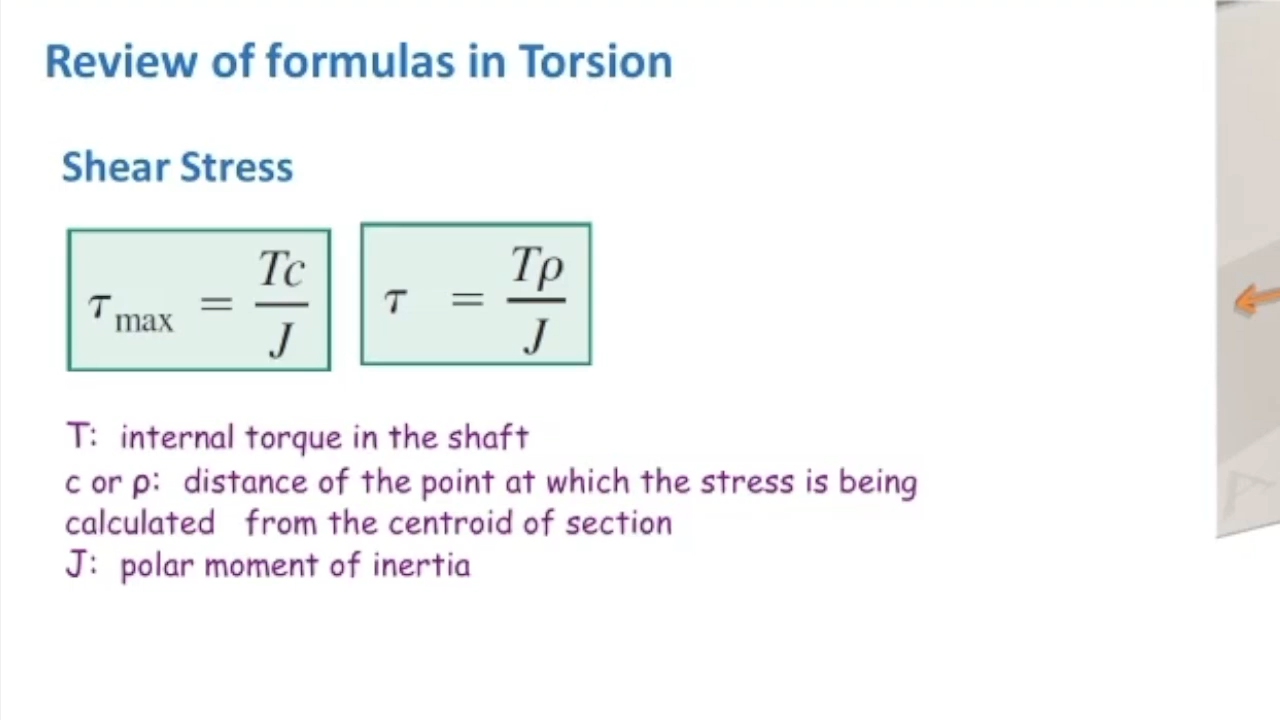 Review of formulas in Torsion
Shear Stress
τ max = Tc / J
τ = Tρ / J
T: internal torque in the shaft
c or ρ: distance of the point at which the stress is being
calculated from the centroid of section
J: polar moment of inertia